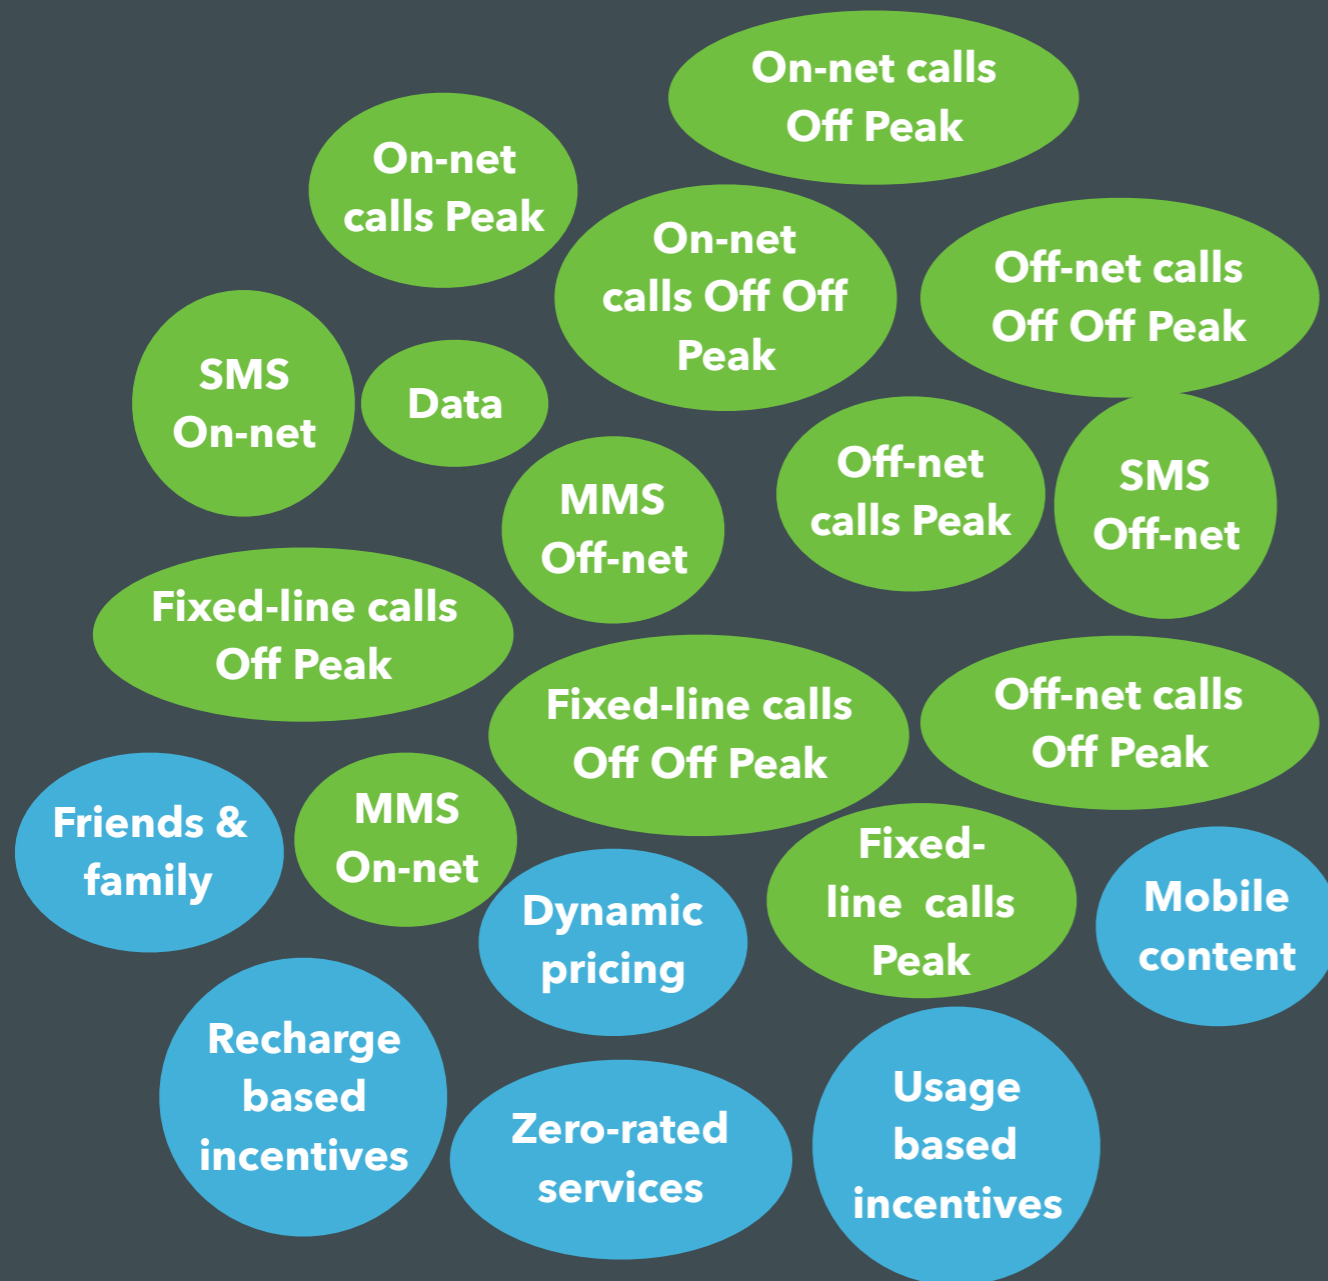 On-net calls
Off Peak
On-net
calls Peak
On-net
calls Off Off
Peak
Off-net calls
Off Off Peak
SMS
On-net
Data
MMS
Off-net
Off-net
calls Peak
SMS
Off-net
Fixed-line calls
Off Peak
Fixed-line calls
Off Off Peak
Off-net calls
Off Peak
Friends &
family
MMS
On-net
Dynamic
pricing
Fixed-
line calls
Peak
Mobile
content
Recharge
based
incentives
Zero-rated
services
Usage
based
incentives